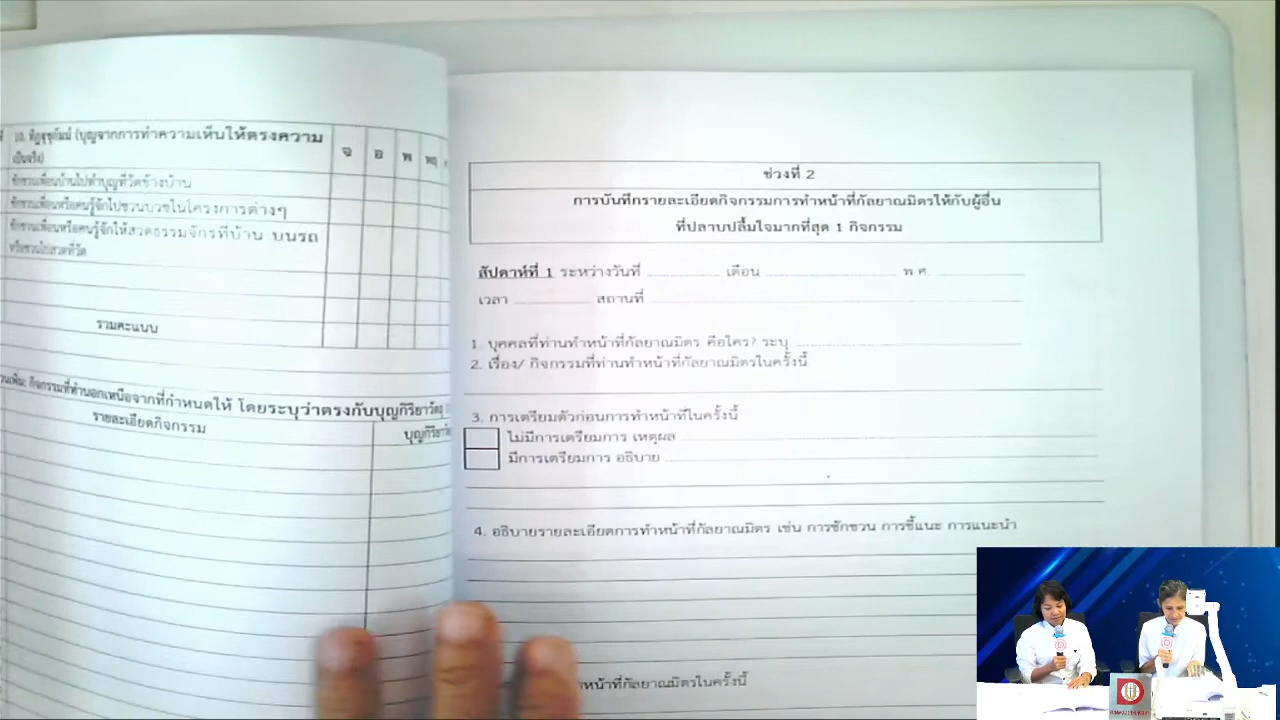 10. ทิฏฐุชุกัมม์ (บุญจากการทำความเห็นให้ตรงความ
เป็นจริง)
จ อ พ พฤ
ชักชวนเพื่อนบ้านไปทำบุญที่วัดข้างบ้าน
ชักชวนเพื่อนหรือคนรู้จักไปชวนบวชในโครงการต่างๆ
ชักชวนเพื่อนหรือคนรู้จักให้สวดธรรมจักรที่บ้าน บนรถ
หรือชวนไปสวดที่วัด
รวมคะแนน
กิจกรรมที่ทำนอกเหนือจากที่กำหนดให้ โดยระบุว่าตรงกับบุญกิริยาวัตถุ
รายละเอียดกิจกรรม
ช่วงที่ 2
การบันทึกรายละเอียดกิจกรรมการทำหน้าที่กัลยาณมิตรให้กับผู้อื่น
ที่ปลาบปลื้มใจมากที่สุด 1 กิจกรรม
สัปดาห์ที่ 1 ระหว่างวันที่ เดือน พ.ศ.
เวลา สถานที่
1. บุคคลที่ท่านทำหน้าที่กัลยาณมิตร คือใคร? ระบุ
2. เรื่อง/ กิจกรรมที่ท่านทำหน้าที่กัลยาณมิตรในครั้งนี้
3. การเตรียมตัวก่อนการทำหน้าที่ในครั้งนี้
ไม่มีการเตรียมการ เหตุผล
มีการเตรียมการ อธิบาย
4. อธิบายรายละเอียดการทำหน้าที่กัลยาณมิตร เช่น การชักชวน การชี้แนะ การแนะนำ
หน้าที่กัลยาณมิตรในครั้งนี้